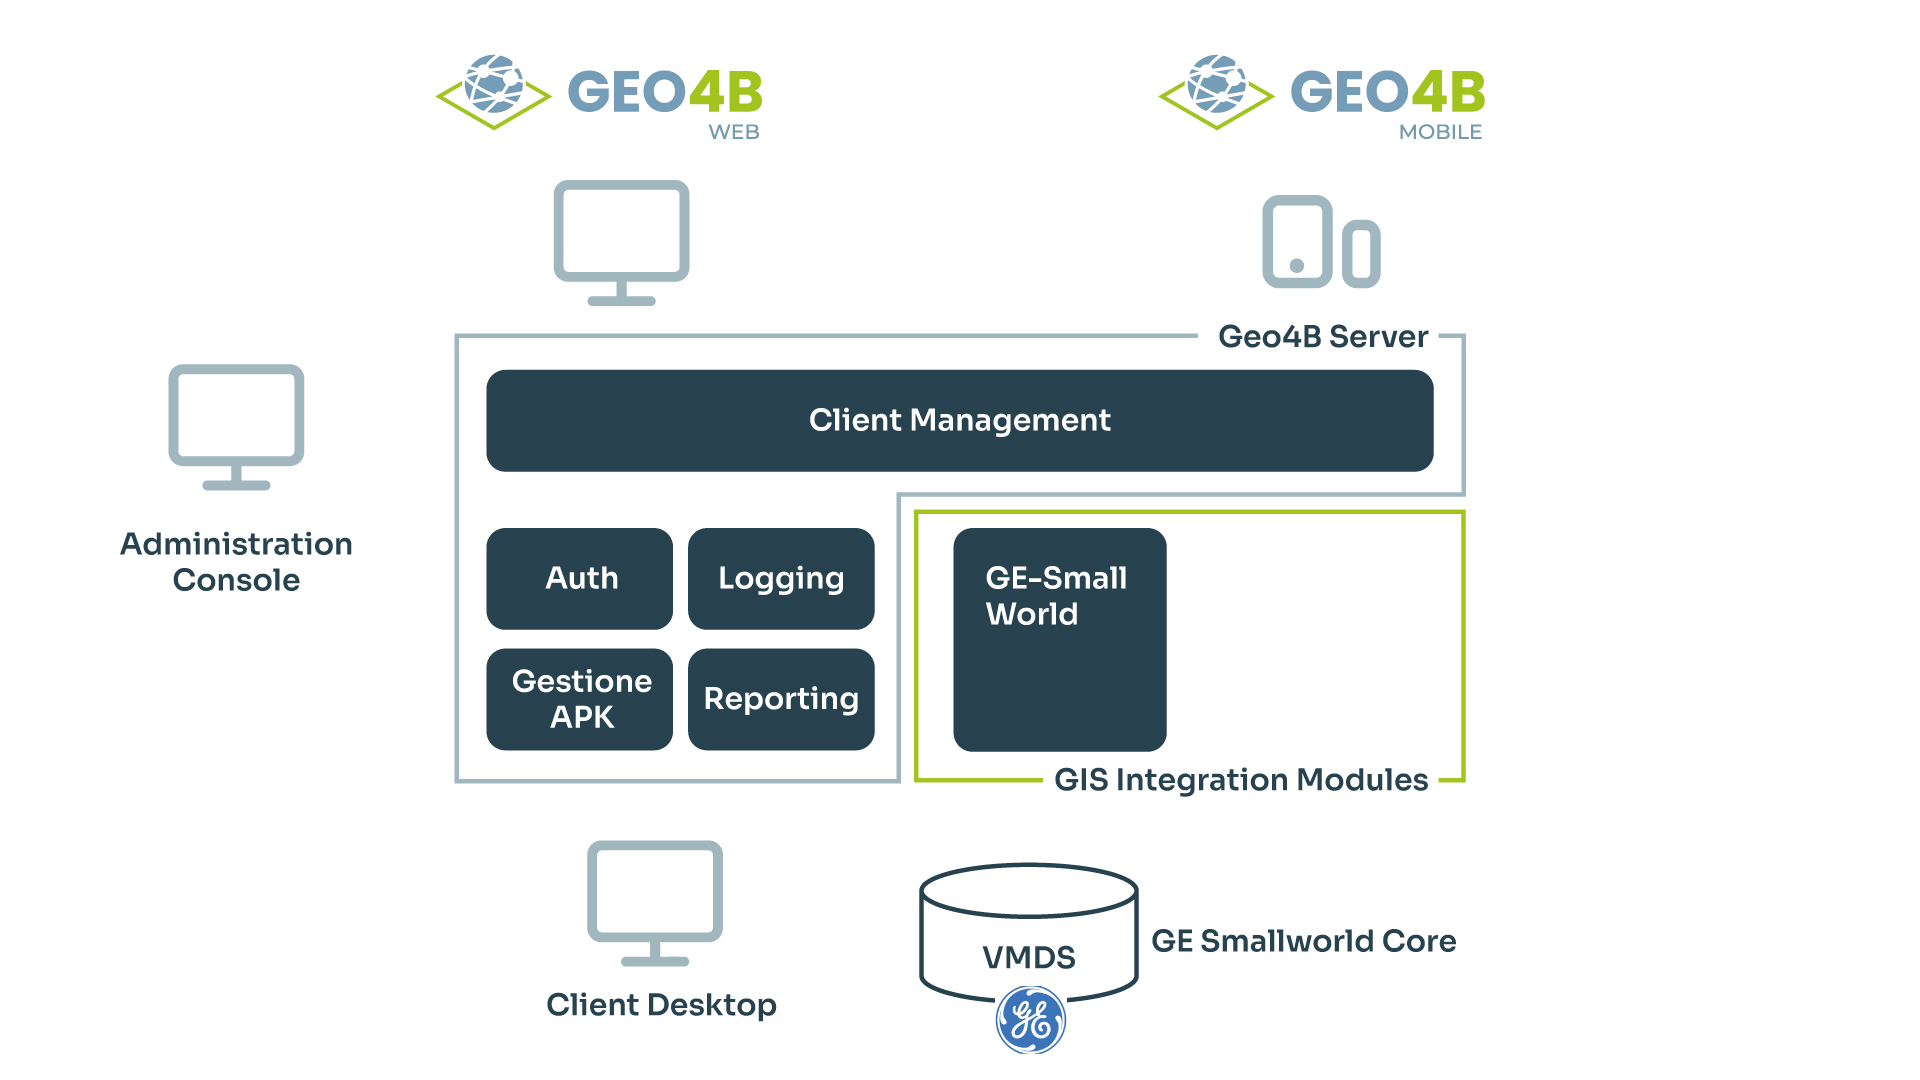 GEO4B
WEB
GEO4B
MOBILE
Geo4B Server
Client Management
Administration
Console
Auth
Logging
GE-Small
World
Gestione
APK
Reporting
GIS Integration Modules
VMDS
GE Smallworld Core
Client Desktop
GE